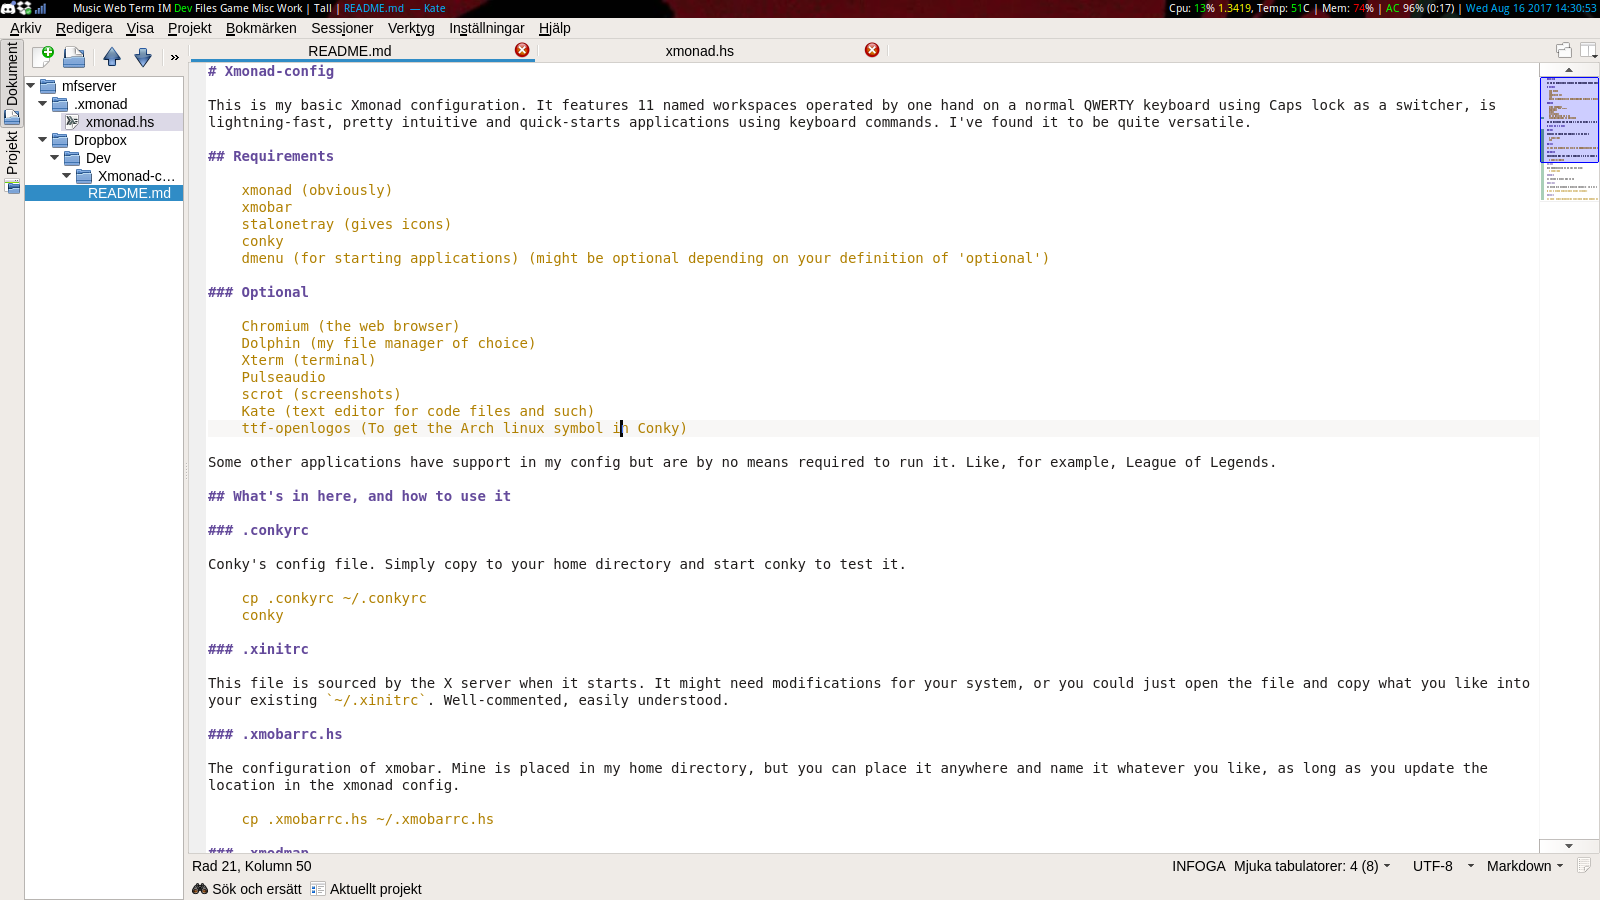 Music Web Term IM Dev Files Game Misc Work | Tall | README.md — Kate
Cpu: 13% 1.3419, Temp: 51C | Mem: 74% | AC 96% (0:17) | Wed Aug 16 2017 14:30:53
Arkiv Redigera Visa Projekt Bokmärken Sessjoner Verktyg Inställningar Hjälp
Dokument
Projekt
»
README.md
xmonad.hs
mfserver
.xmonad
xmonad.hs
Dropbox
Dev
Xmonad-c...
README.md
# Xmonad-config
This is my basic Xmonad configuration. It features 11 named workspaces operated by one hand on a normal QWERTY keyboard using Caps lock as a switcher, is
lightning-fast, pretty intuitive and quick-starts applications using keyboard commands. I've found it to be quite versatile.
## Requirements
xmonad (obviously)
xmobar
stalonetray (gives icons)
conky
dmenu (for starting applications) (might be optional depending on your definition of 'optional')
### Optional
Chromium (the web browser)
Dolphin (my file manager of choice)
Xterm (terminal)
Pulseaudio
scrot (screenshots)
Kate (text editor for code files and such)
ttf-openlogos (To get the Arch linux symbol in Conky)
Some other applications have support in my config but are by no means required to run it. Like, for example, League of Legends.
## What's in here, and how to use it
### .conkyrc
Conky's config file. Simply copy to your home directory and start conky to test it.
cp .conkyrc ~/.conkyrc
conky
### .xinitrc
This file is sourced by the X server when it starts. It might need modifications for your system, or you could just open the file and copy what you like into
your existing `~/.xinitrc`. Well-commented, easily understood.
### .xmobarrc.hs
The configuration of xmobar. Mine is placed in my home directory, but you can place it anywhere and name it whatever you like, as long as you update the
location in the xmonad config.
cp .xmobarrc.hs ~/.xmobarrc.hs
### .xmodmap
Rad 21, Kolumn 50
INFOGA Mjuka tabulatorer: 4 (8) UTF-8 Markdown
Sök och ersätt Aktuellt projekt